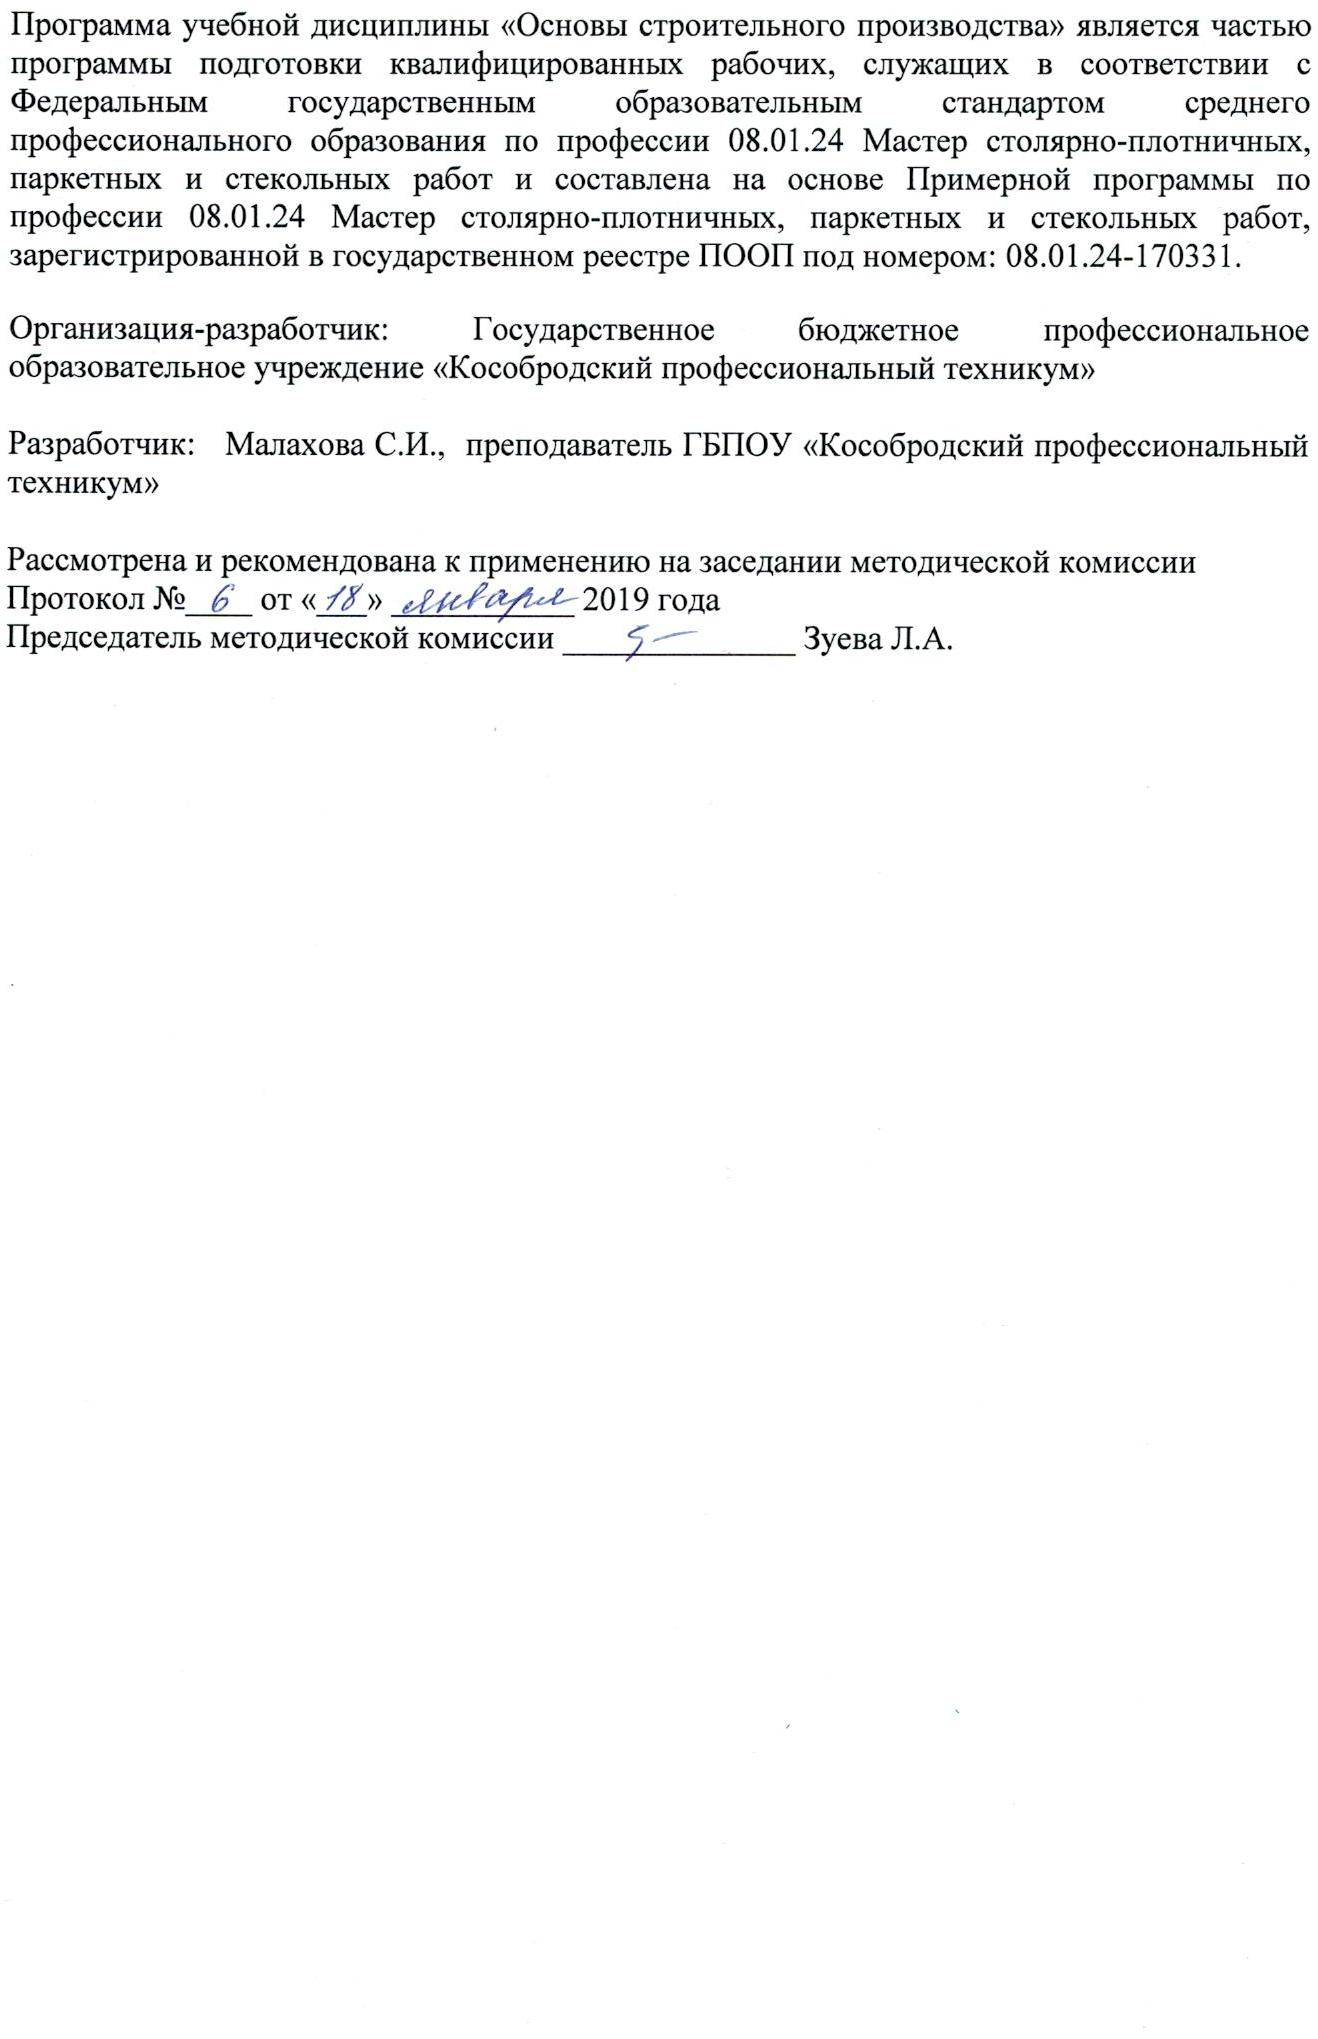 Программа учебной дисциплины «Основы строительного производства» является частью
программы подготовки квалифицированных рабочих, служащих в соответствии с
Федеральным государственным образовательным стандартом среднего
профессионального образования по профессии 08.01.24 Мастер столярно-плотничных,
паркетных и стекольных работ и составлена на основе Примерной программы по
профессии 08.01.24 Мастер столярно-плотничных, паркетных и стекольных работ,
зарегистрированной в государственном реестре ПООП под номером: 08.01.24-170331.
Организация-разработчик: Государственное бюджетное профессиональное
образовательное учреждение «Кособродский профессиональный техникум»
Разработчик: Малахова С.И., преподаватель ГБПОУ «Кособродский профессиональный
техникум»
Рассмотрена и рекомендована к применению на заседании методической комиссии
Протокол № 6 от «18» января 2019 года
Председатель методической комиссии ______________ Зуева Л.А.